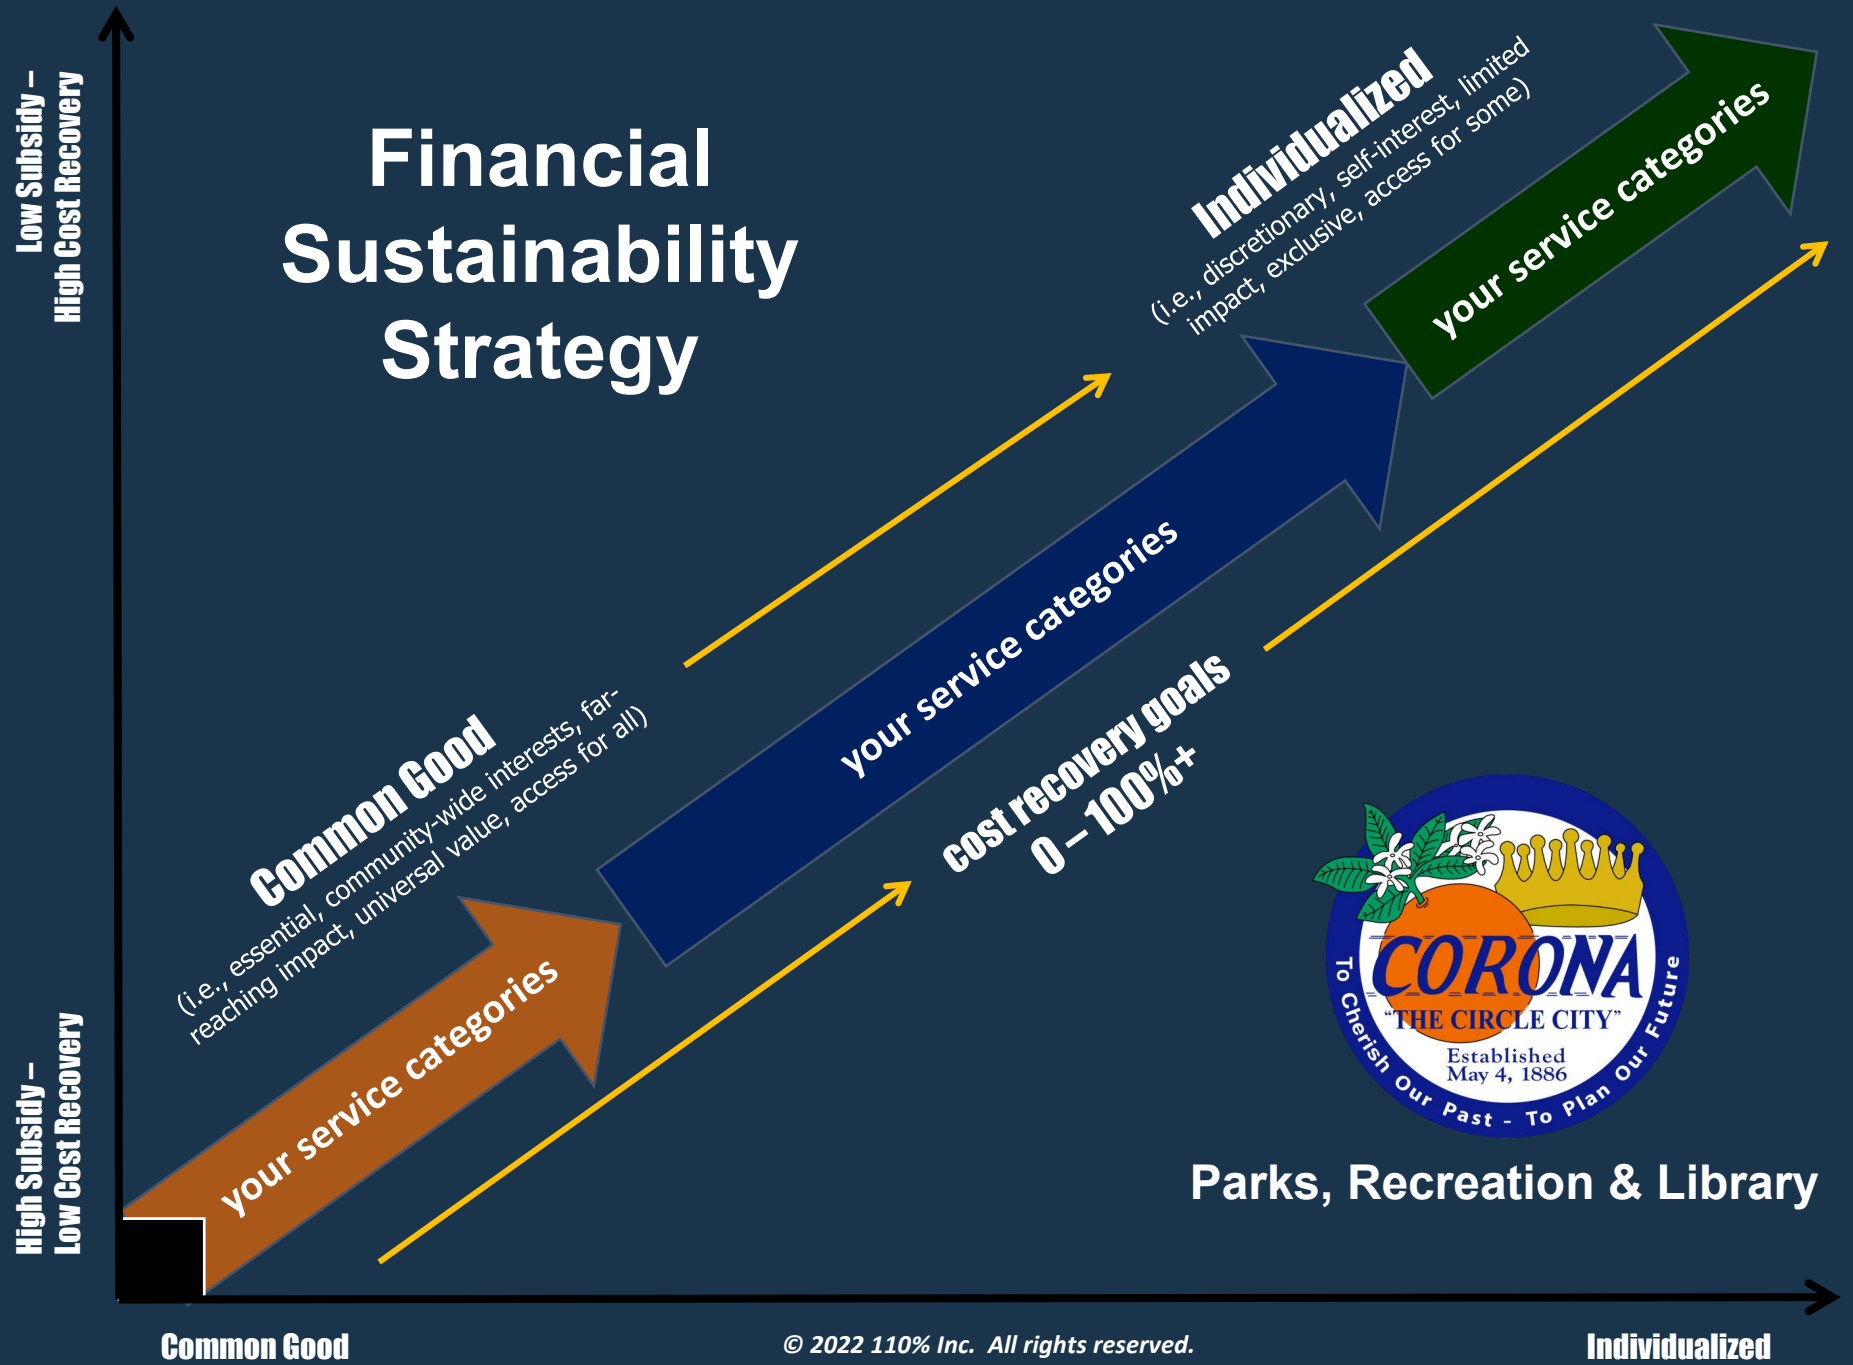 Low Subsidy –
High Cost Recovery
Financial
Sustainability
Strategy
Individualized
(i.e., discretionary, self-interest, limited
impact, exclusive, access for some)
your service categories
your service categories
cost recovery goals
0 – 100%+
Common Good
(i.e., essential, community-wide interests, far-
reaching impact, universal value, access for all)
your service categories
High Subsidy –
Low Cost Recovery
CORONA
“THE CIRCLE CITY”
Established
May 4, 1886
To Cherish Our Past - To Plan Our Future
Parks, Recreation & Library
Common Good
© 2022 110% Inc. All rights reserved.
Individualized